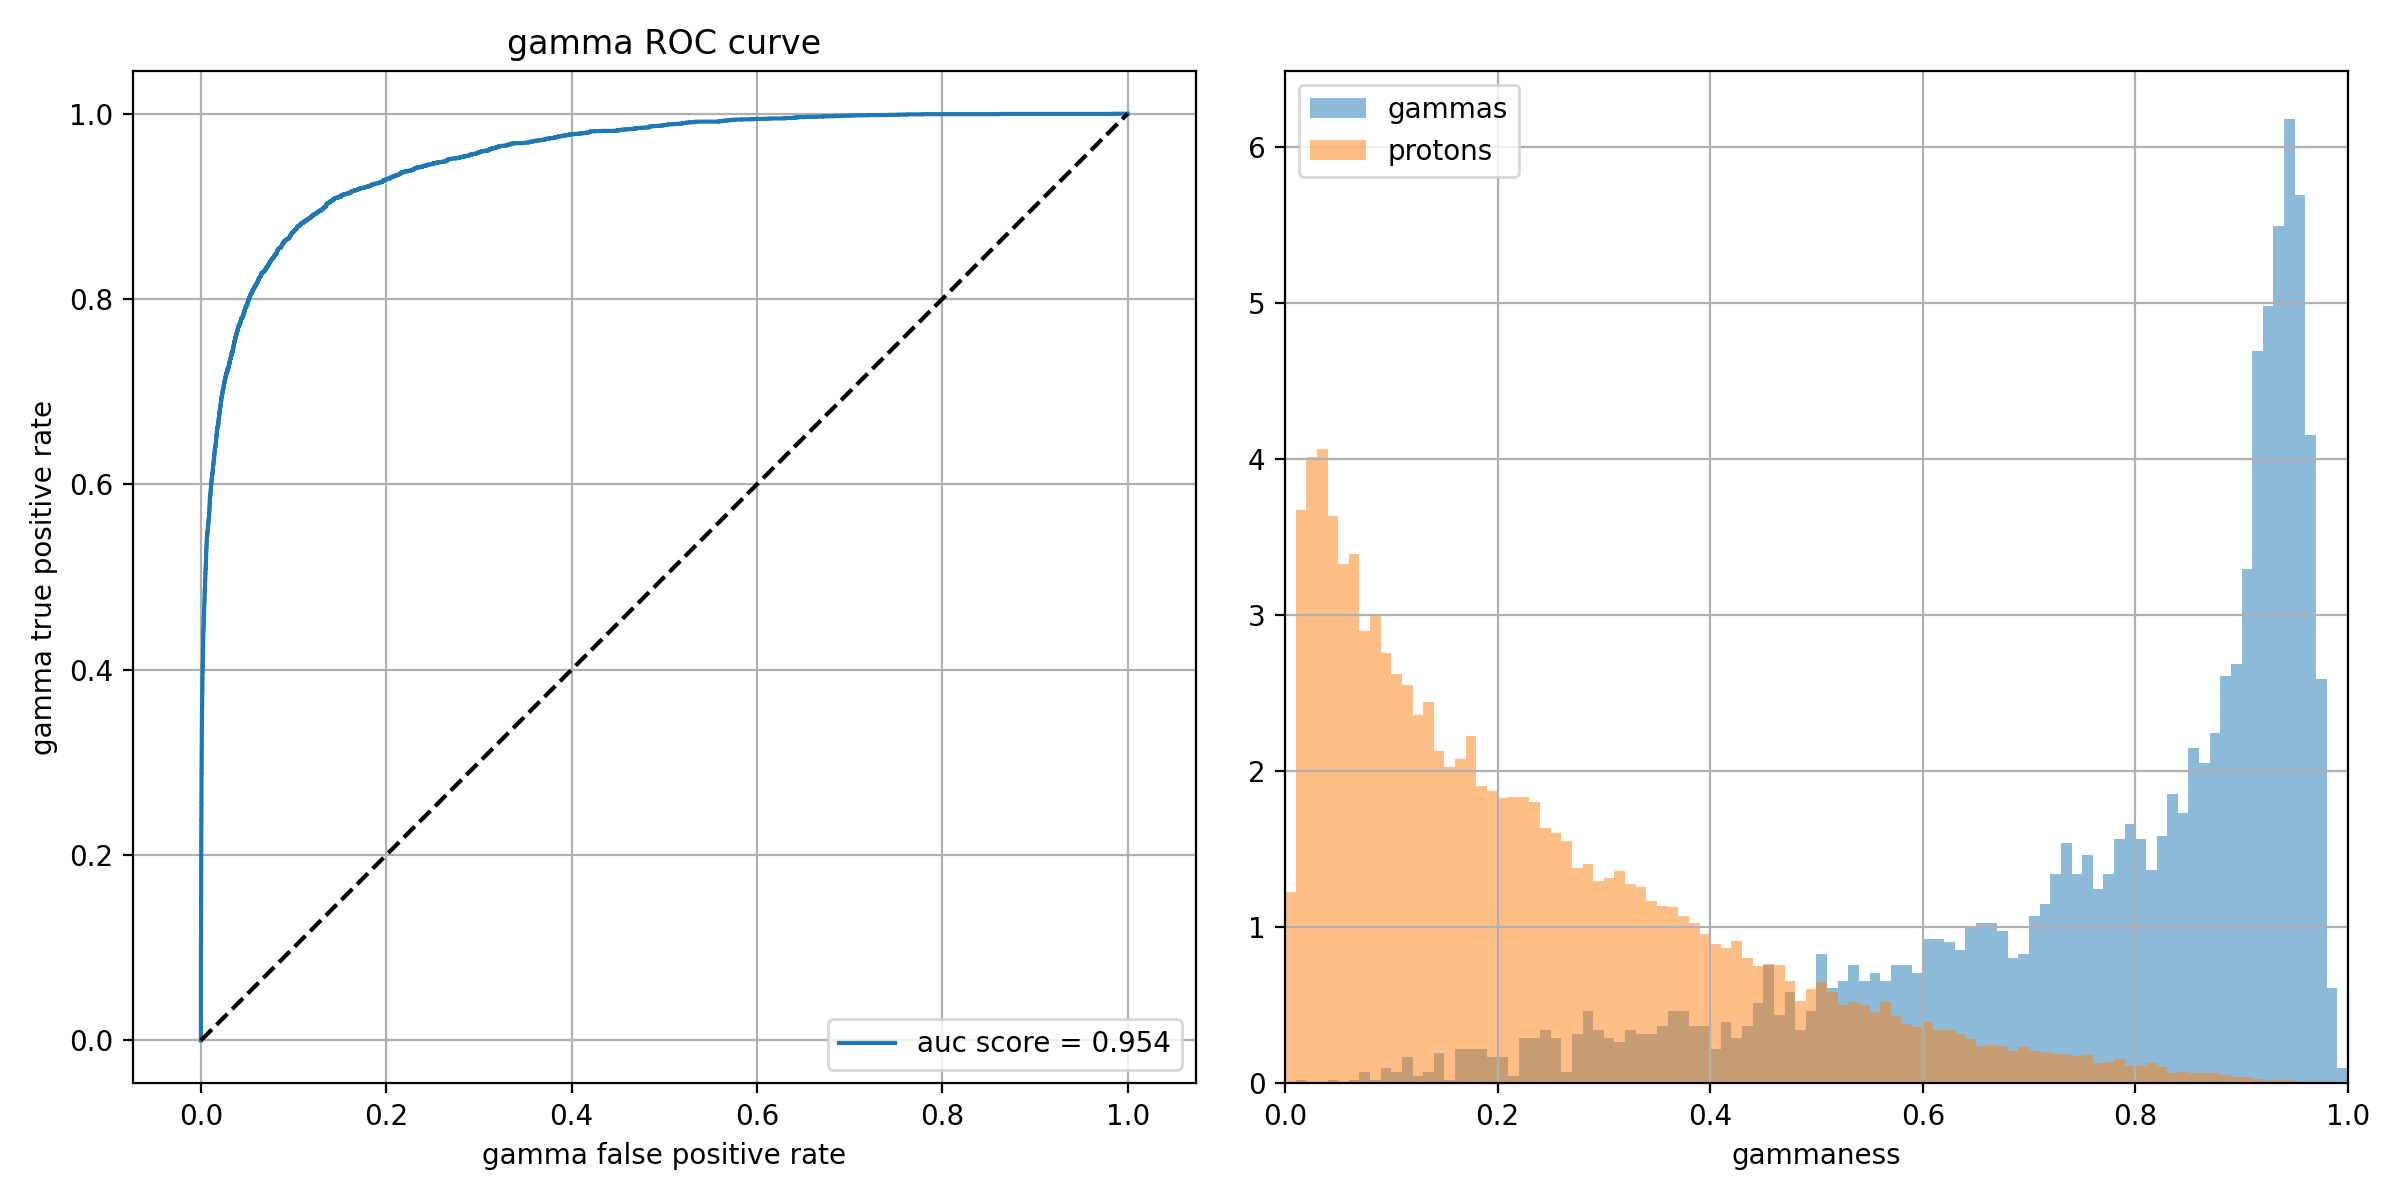 gamma ROC curve
gamma true positive rate
1.0
0.8
0.6
0.4
0.2
0.0
auc score = 0.954
0.0 0.2 0.4 0.6 0.8 1.0
gamma false positive rate
gammas
protons
6
5
4
3
2
1
0
0.0 0.2 0.4 0.6 0.8 1.0
gammaness